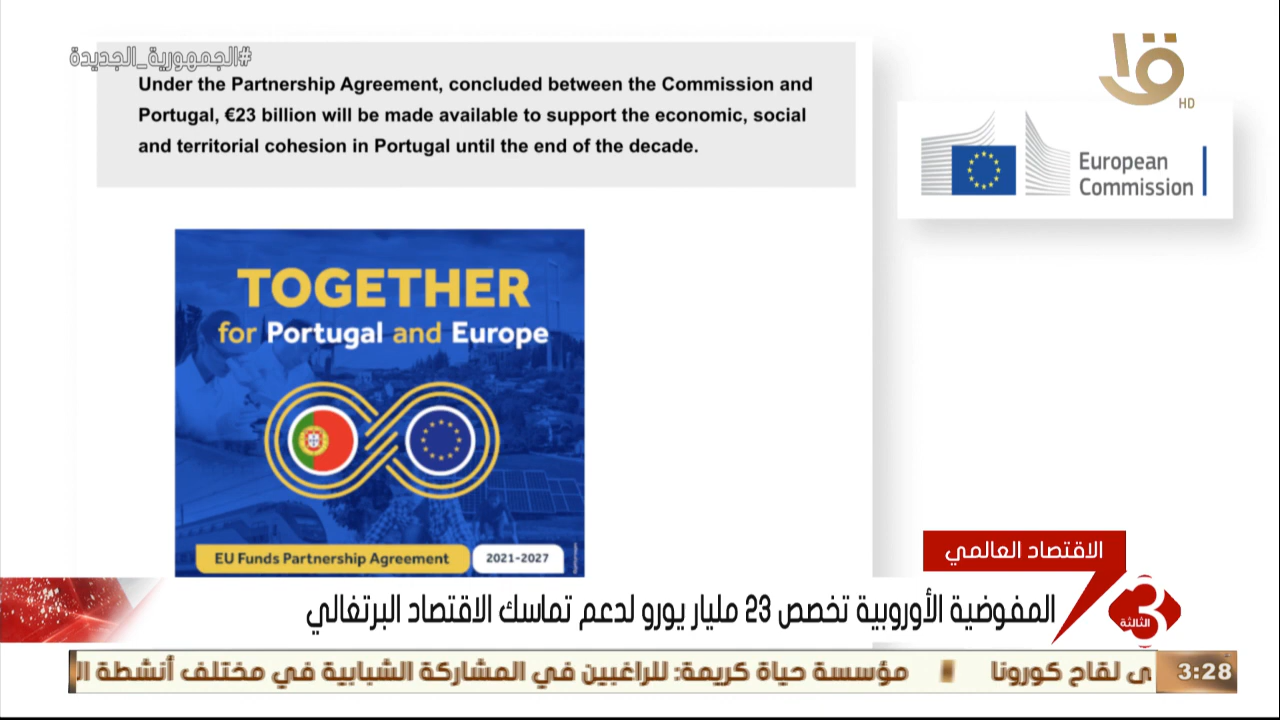 #الجمهورية_الجديدة
HD
Under the Partnership Agreement, concluded between the Commission and
Portugal, €23 billion will be made available to support the economic, social
and territorial cohesion in Portugal until the end of the decade.
European
Commission
TOGETHER
for Portugal and Europe
EU Funds Partnership Agreement
2021-2027
الاقتصاد العالمي
المفوضية الأوروبية تخصص 23 مليار يورو لدعم تماسك الاقتصاد البرتغالي
3
الثالثة
ى لقاح كورونا
مؤسسة حياة كريمة: للراغبين في المشاركة الشبابية في مختلف أنشطة ال
3:28